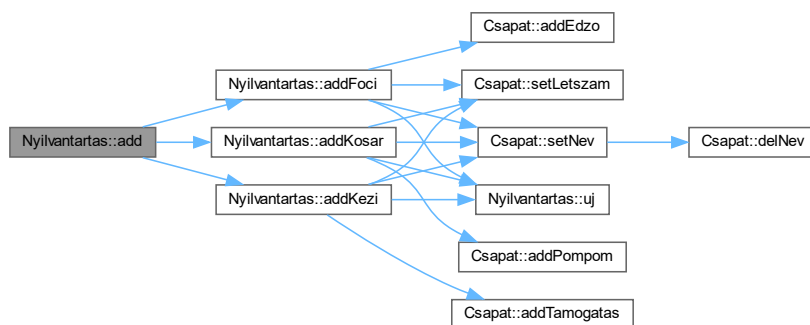 Csapat::addEdzo
Nyilvantartas::addFoci
Csapat::setLetszam
Nyilvantartas::add
Nyilvantartas::addKosar
Csapat::setNev
Csapat::delNev
Nyilvantartas::addKezi
Nyilvantartas::uj
Csapat::addPompom
Csapat::addTamogatas